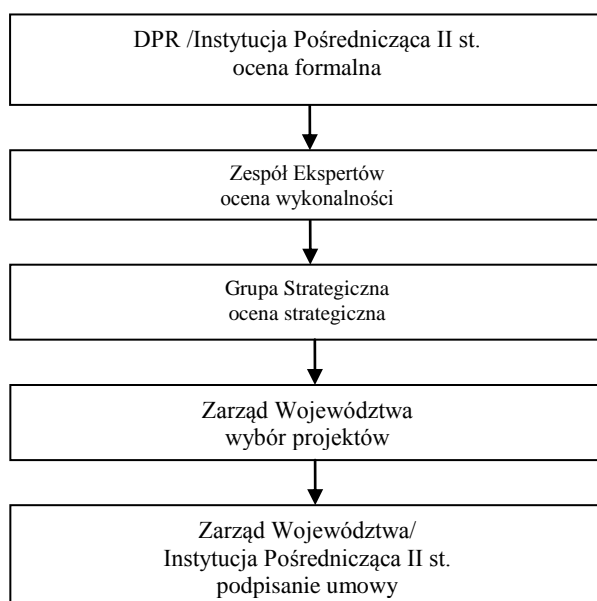 DPR /Instytucja Pośrednicząca II st.
ocena formalna
Zespół Ekspertów
ocena wykonalności
Grupa Strategiczna
ocena strategiczna
Zarząd Województwa
wybór projektów
Zarząd Województwa/
Instytucja Pośrednicząca II st.
podpisanie umowy